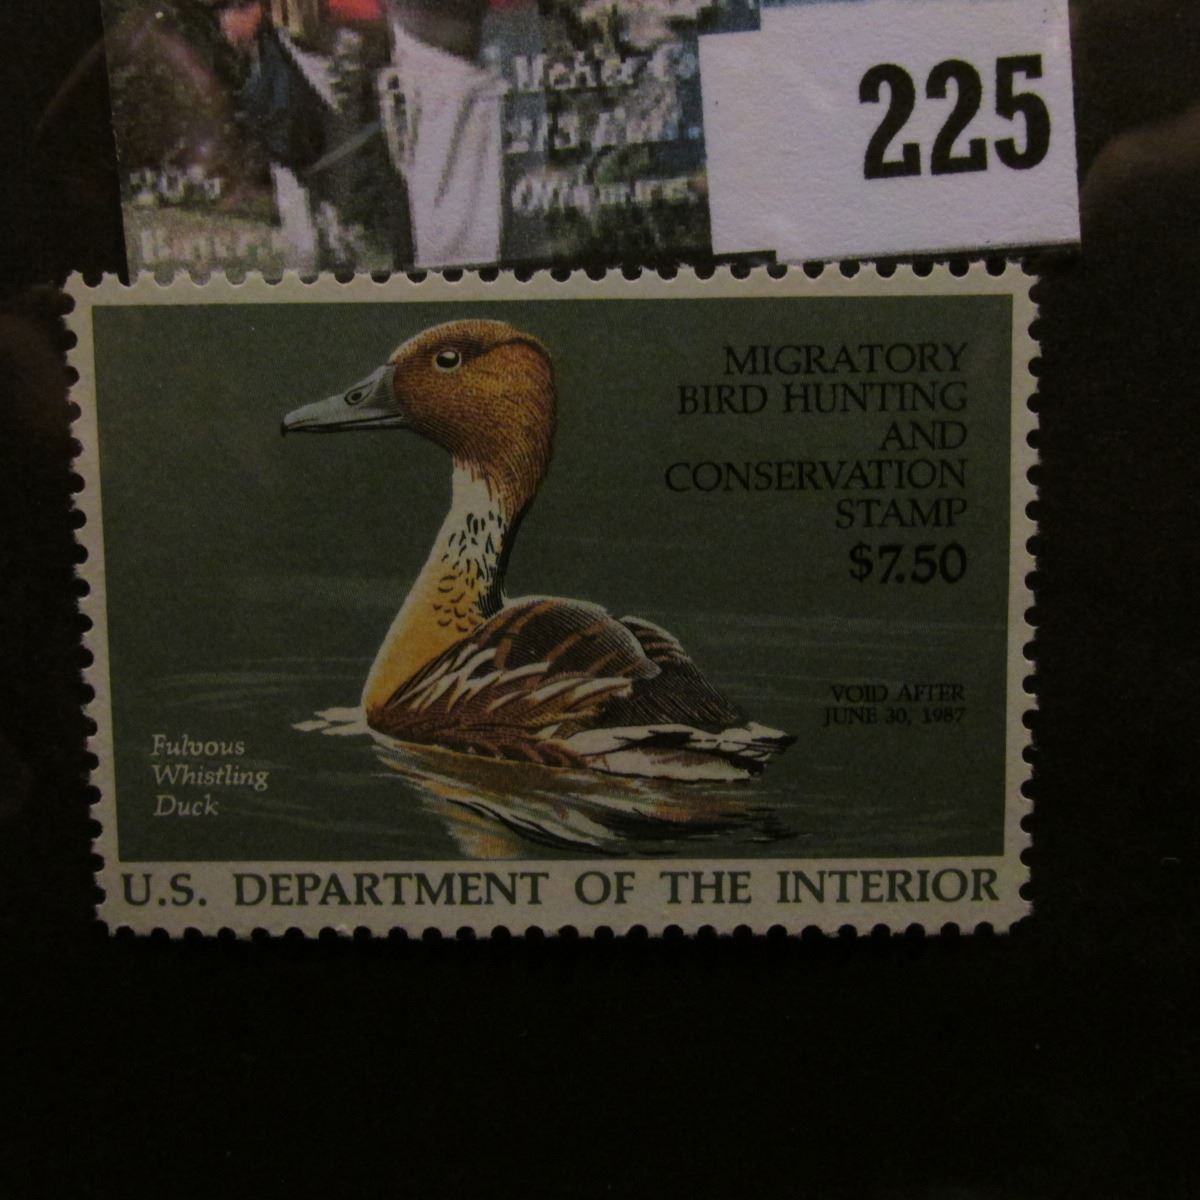 225
MIGRATORY
BIRD HUNTING
AND
CONSERVATION
STAMP
$7.50
VOID AFTER
JUNE 30, 1987
Fulvous
Whistling
Duck
U.S. DEPARTMENT OF THE INTERIOR